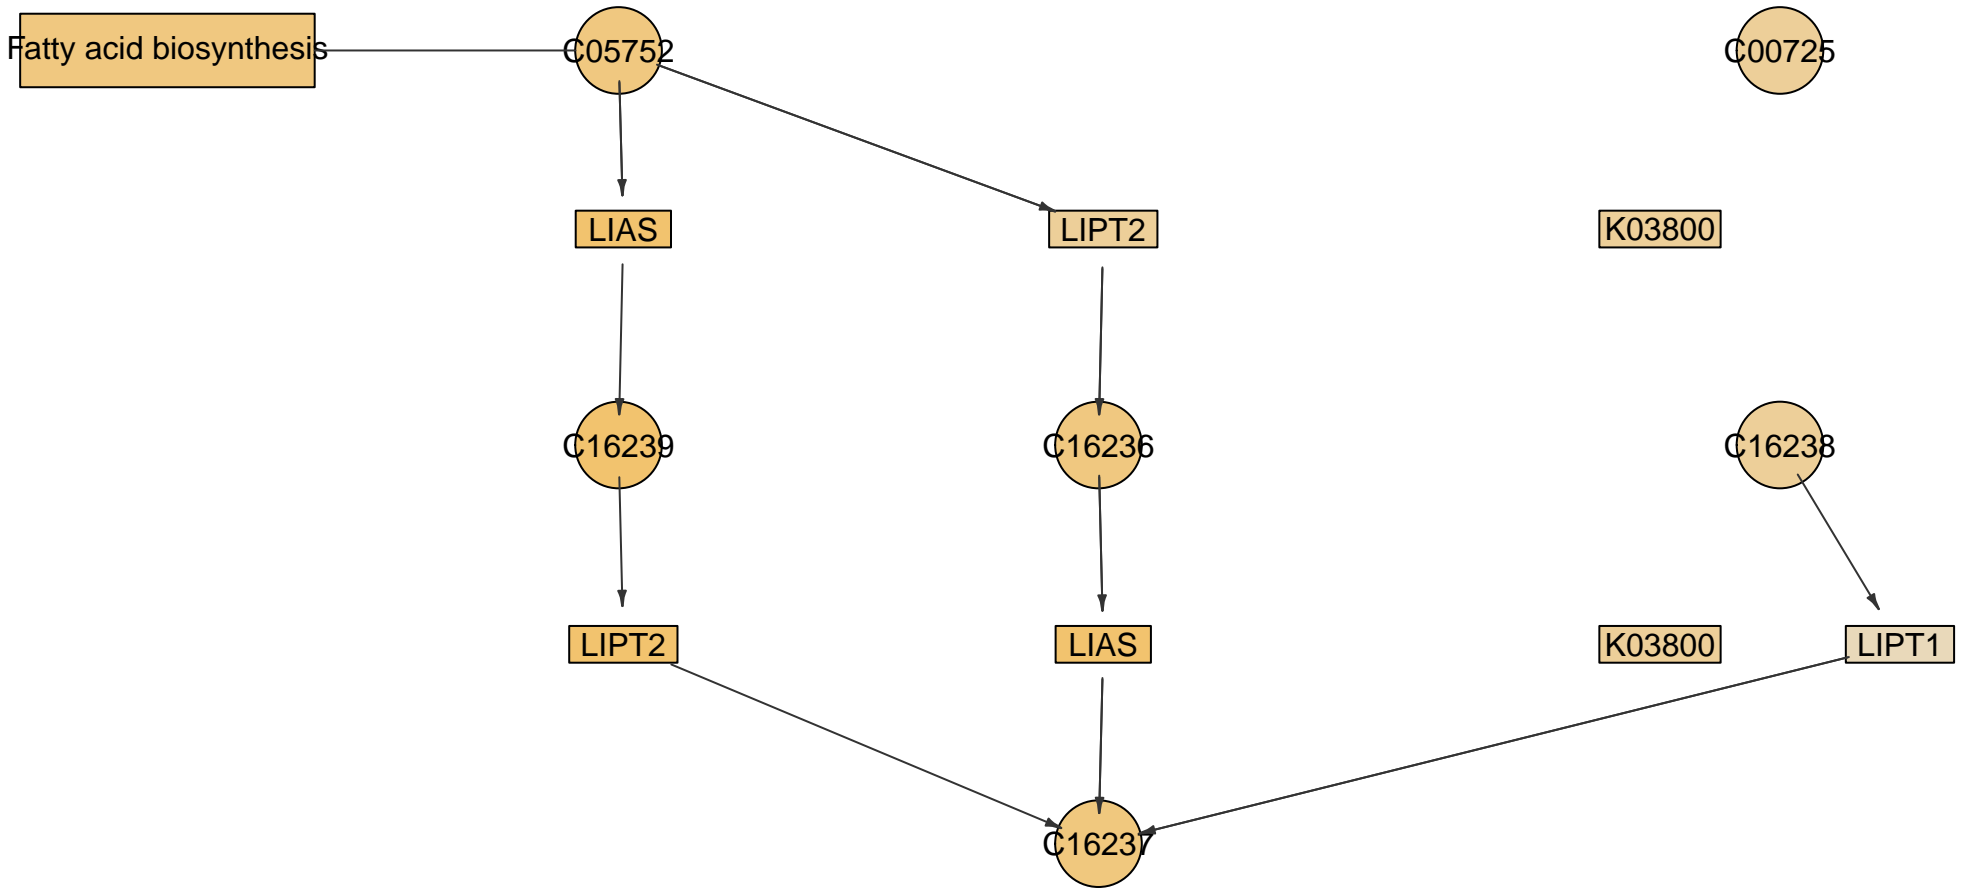 Fatty acid biosynthesis
C05752
C00725
LIAS
LIPT2
K03800
C16239
C16236
C16238
LIPT2
LIAS
K03800
LIPT1
C16237